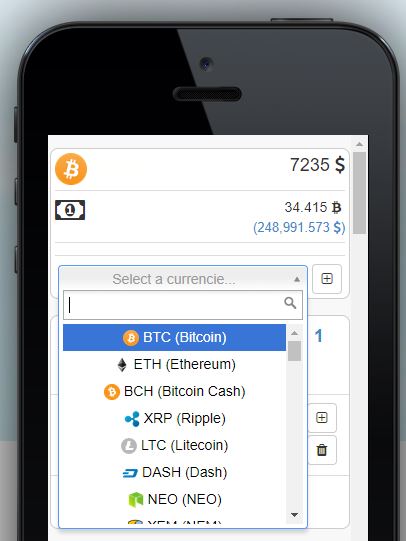 7235 $
1
34.415 ₿
(248,991.573 $)
Select a currencie...
BTC (Bitcoin)
1
ETH (Ethereum)
BCH (Bitcoin Cash)
XRP (Ripple)
LTC (Litecoin)
DASH (Dash)
NEO (NEO)
XEM (NEM)